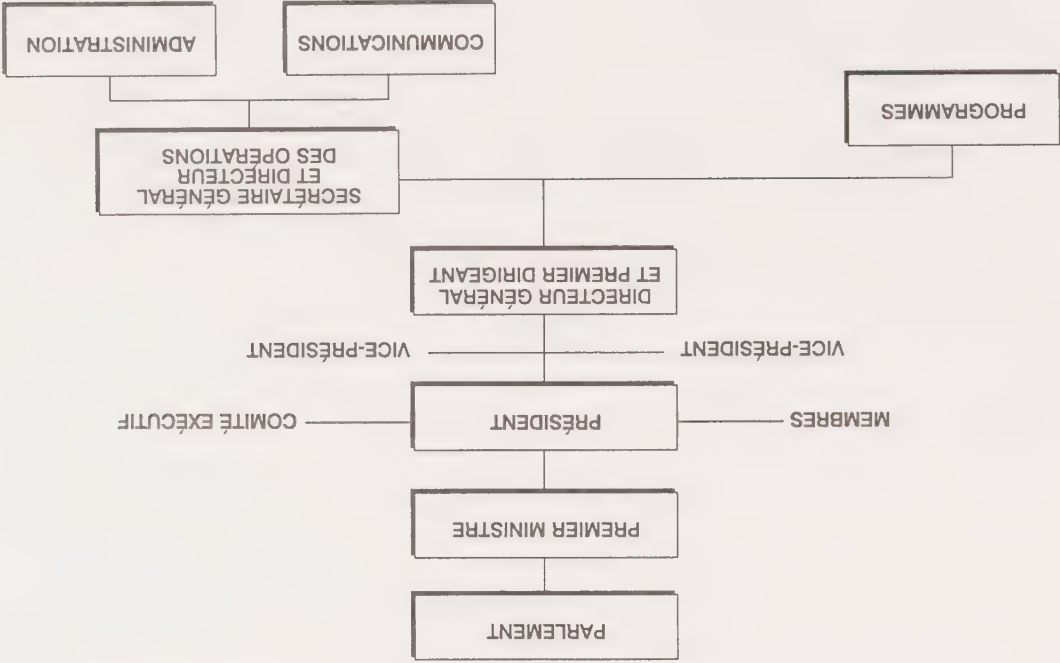 PARLEMENT
PREMIER MINISTRE
MEMBRES
PRÉSIDENT
COMITÉ EXÉCUTIF
VICE-PRÉSIDENT
VICE-PRÉSIDENT
DIRECTEUR GÉNÉRAL
ET PREMIER DIRIGEANT
PROGRAMMES
SECRÉTAIRE GÉNÉRAL
ET DIRECTEUR
DES OPÉRATIONS
COMMUNICATIONS
ADMINISTRATION